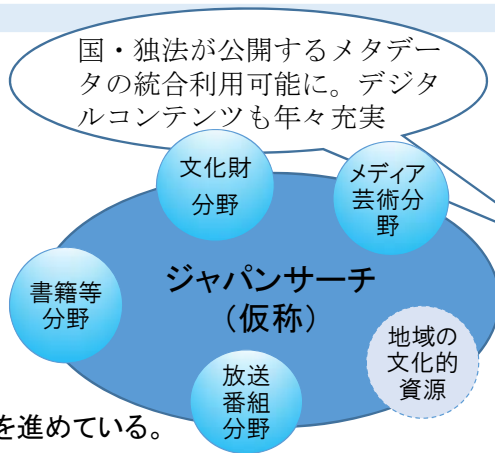 国・独法が公開するメタデー
タの統合利用可能に。デジタ
ルコンテンツも年々充実
文化財
分野
メディア
芸術分
野
ジャパンサーチ
（仮称）
書籍等
分野
地域の
文化的
資源
放送
番組
分野
を進めている。